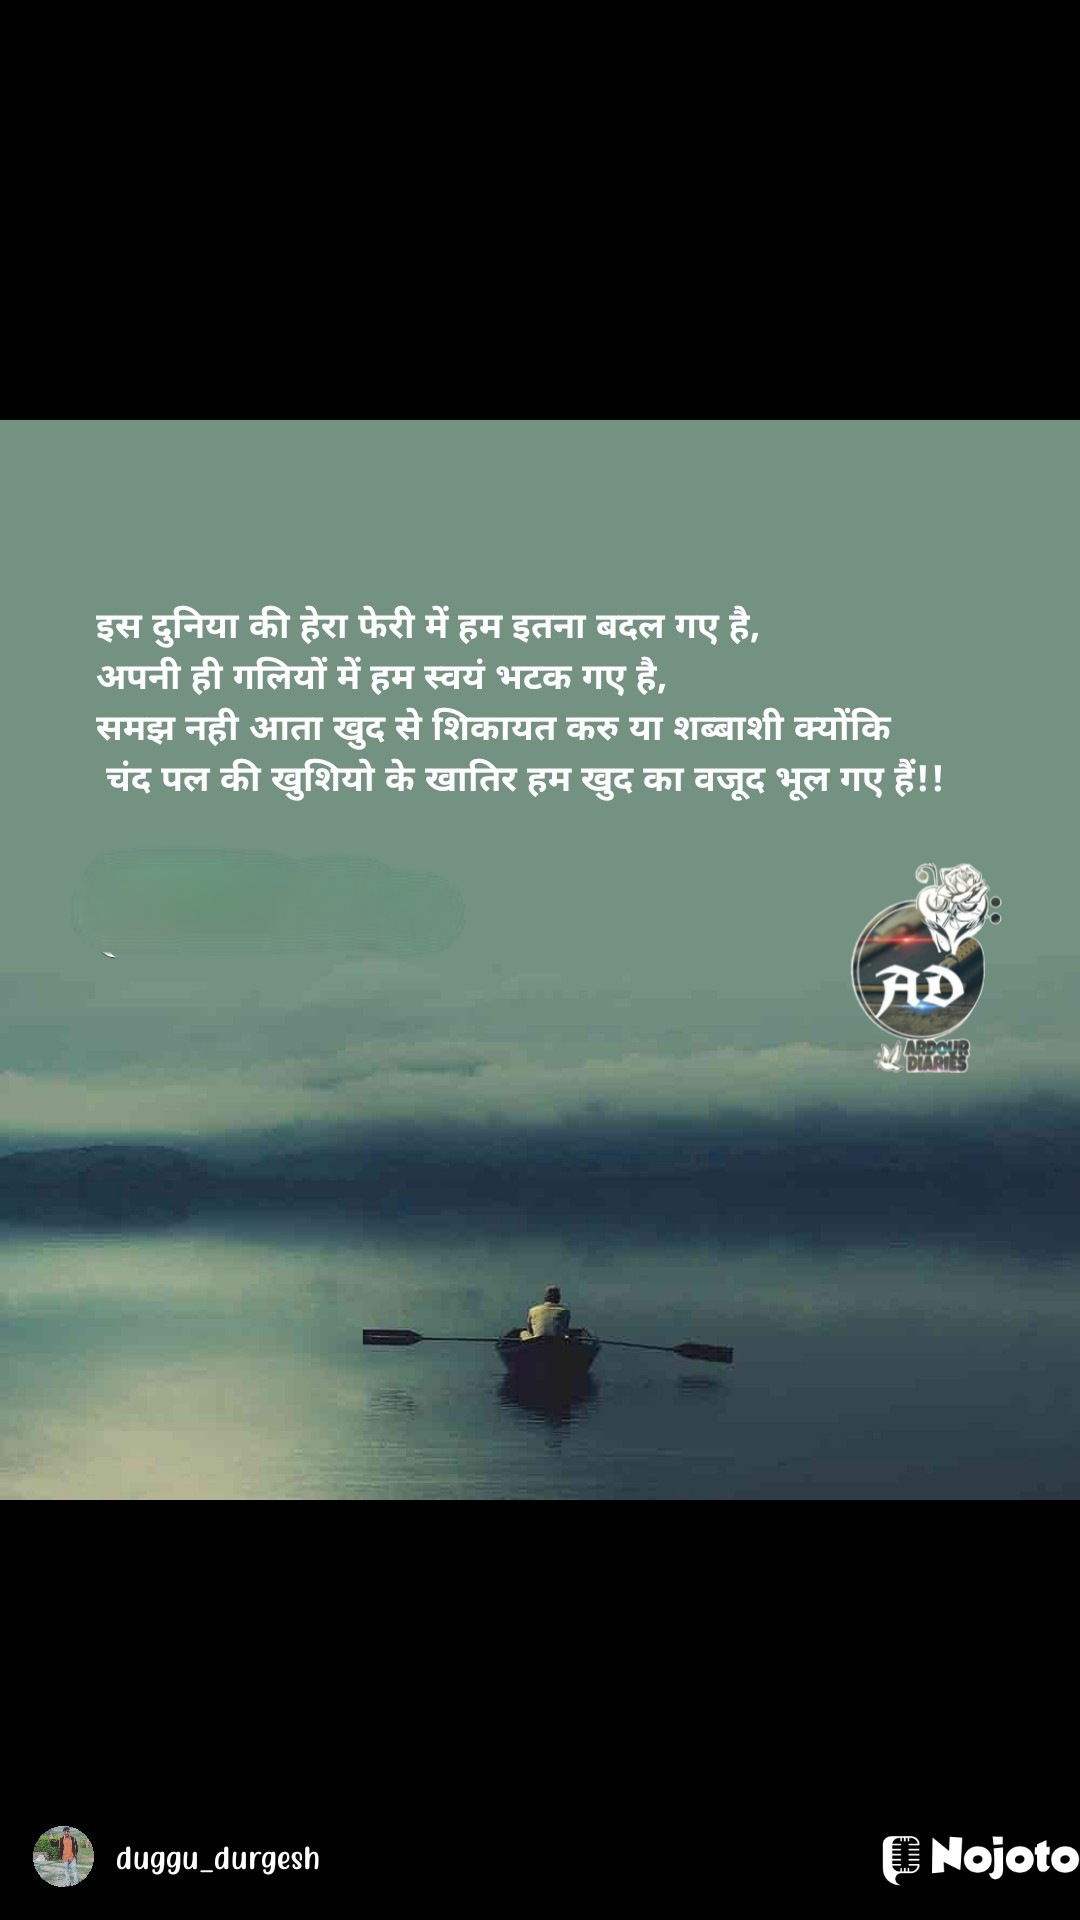 इस दुनिया की हेरा फेरी में हम इतना बदल गए है,
अपनी ही गलियों में हम स्वयं भटक गए है,
समझ नही आता खुद से शिकायत करु या शब्बाशी क्योंकि
चंद पल की खुशियो के खातिर हम खुद का वजूद भूल गए हैं!!
AD
ARDOUR
DIARIES
duggu_durgesh
Nojoto